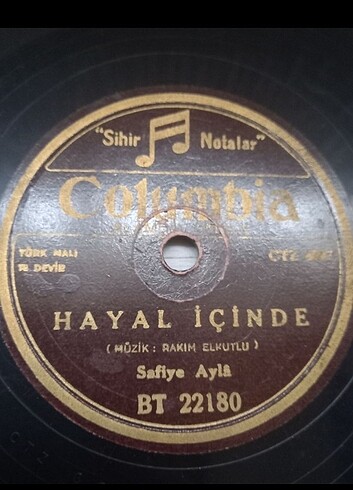 "Sihir Notalar"
Columbia
TÜRK MALI
78 DEVİR
HAYAL İÇİNDE
( MÜZİK : RAKIM ELKUTLU )
Safiye Aylâ
BT 22180